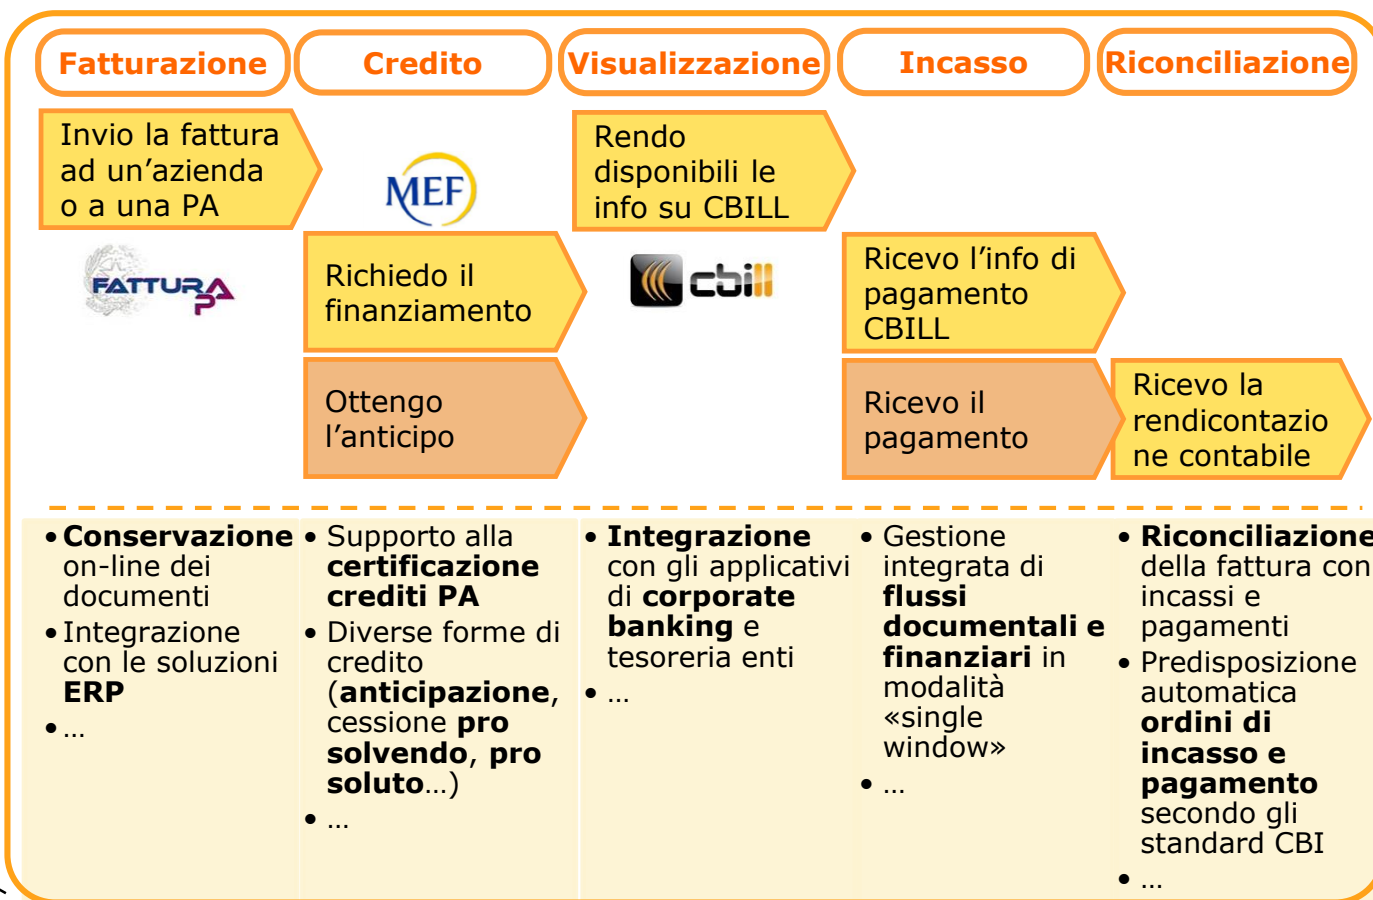 Fatturazione
Credito
Visualizzazione
Incasso
Riconciliazione
Invio la fattura
ad un’azienda
o a una PA
FATTURA
PA
MEF
Richiedo il
finanziamento
Ottengo
l’anticipo
Rendo
disponibili le
info su CBILL
cbill
Ricevo l’info di
pagamento
CBILL
Ricevo il
pagamento
Ricevo la
rendicontazio
ne contabile
• Conservazione
on-line dei
documenti
• Integrazione
con le soluzioni
ERP
• …
• Supporto alla
certificazione
crediti PA
• Diverse forme di
credito
(anticipazione,
cessione pro
solvendo, pro
soluto…)
• …
• Integrazione
con gli applicativi
di corporate
banking e
tesoreria enti
• …
• Gestione
integrata di
flussi
documentali e
finanziari in
modalità
«single
window»
• …
• Riconciliazione
della fattura con
incassi e
pagamenti
• Predisposizione
automatica
ordini di
incasso e
pagamento
secondo gli
standard CBI
• …